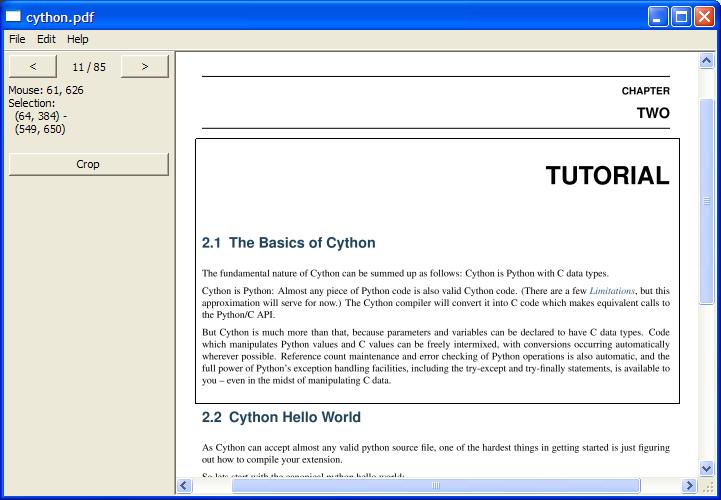 cython.pdf
File Edit Help
< 11 / 85 >
Mouse: 61, 626
Selection:
(64, 384) -
(549, 650)
Crop
CHAPTER
TWO
TUTORIAL
2.1 The Basics of Cython
The fundamental nature of Cython can be summed up as follows: Cython is Python with C data types.
Cython is Python: Almost any piece of Python code is also valid Cython code. (There are a few Limitations, but this
approximation will serve for now.) The Cython compiler will convert it into C code which makes equivalent calls to
the Python/C API.
But Cython is much more than that, because parameters and variables can be declared to have C data types. Code
which manipulates Python values and C values can be freely intermixed, with conversions occurring automatically
wherever possible. Reference count maintenance and error checking of Python operations is also automatic, and the
full power of Python's exception handling facilities, including the try-except and try-finally statements, is available to
you – even in the midst of manipulating C data.
2.2 Cython Hello World
As Cython can accept almost any valid python source file, one of the hardest things in getting started is just figuring
out how to compile your extension.
So lets start with the canonical python hello world: